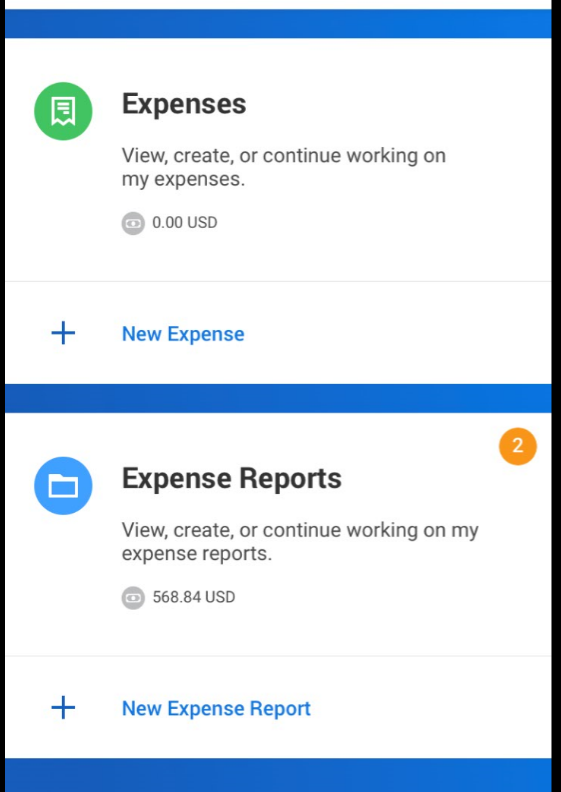 Expenses
View, create, or continue working on
my expenses.
0.00 USD
New Expense
2
Expense Reports
View, create, or continue working on my
expense reports.
568.84 USD
New Expense Report